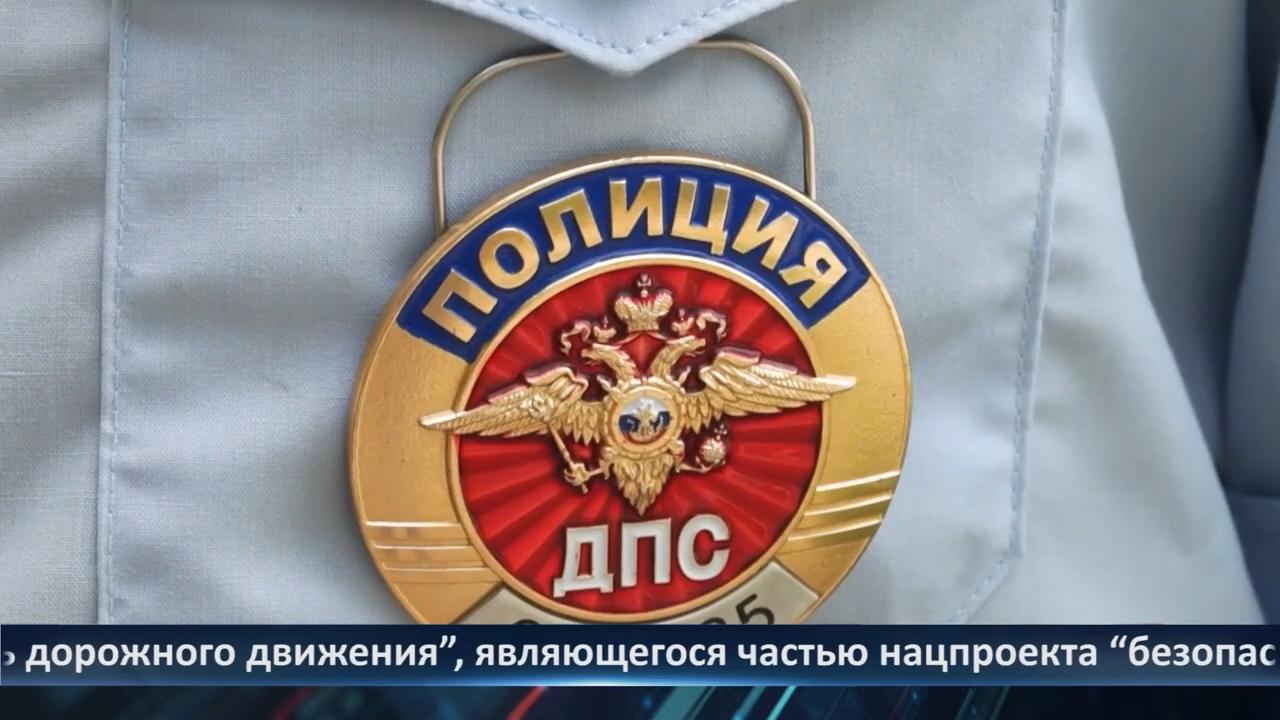 ПОЛИЦИЯ
ДПС
дорожного движения”, являющегося частью нацпроекта “безопас